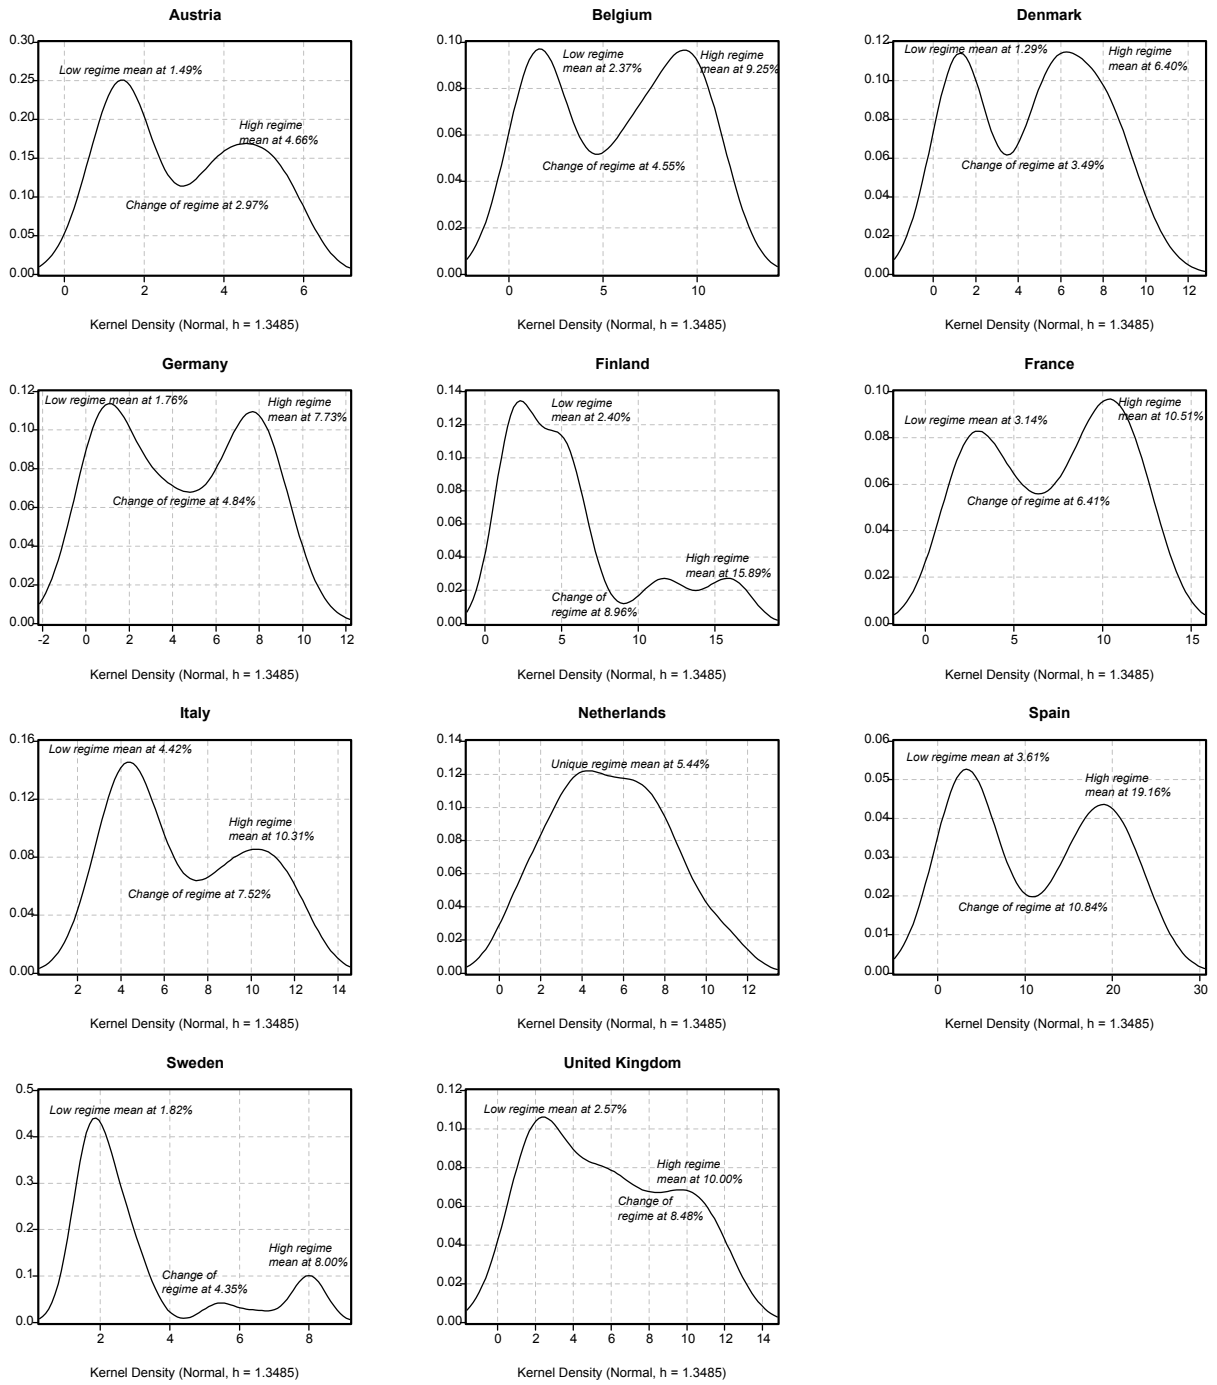 Austria
0.30
0.25
0.20
0.15
0.10
0.05
0.00
Low regime mean at 1.49%
High regime
mean at 4.66%
Change of regime at 2.97%
0 2 4 6
Kernel Density (Normal, h = 1.3485)
Belgium
0.10
0.08
0.06
0.04
0.02
0.00
Low regime
mean at 2.37%
High regime
mean at 9.25%
Change of regime at 4.55%
0 5 10
Kernel Density (Normal, h = 1.3485)
Denmark
0.12
0.10
0.08
0.06
0.04
0.02
0.00
Low regime mean at 1.29%
High regime
mean at 6.40%
Change of regime at 3.49%
0 2 4 6 8 10 12
Kernel Density (Normal, h = 1.3485)
Germany
0.12
0.10
0.08
0.06
0.04
0.02
0.00
Low regime mean at 1.76%
High regime
mean at 7.73%
Change of regime at 4.84%
-2 0 2 4 6 8 10 12
Kernel Density (Normal, h = 1.3485)
Finland
0.14
0.12
0.10
0.08
0.06
0.04
0.02
0.00
Low regime
mean at 2.40%
High regime
mean at 15.89%
Change of
regime at 8.96%
0 5 10 15
Kernel Density (Normal, h = 1.3485)
France
0.10
0.08
0.06
0.04
0.02
0.00
Low regime mean at 3.14%
High regime
mean at 10.51%
Change of regime at 6.41%
0 5 10 15
Kernel Density (Normal, h = 1.3485)
Italy
0.16
0.12
0.08
0.04
0.00
Low regime mean at 4.42%
High regime
mean at 10.31%
Change of regime at 7.52%
2 4 6 8 10 12 14
Kernel Density (Normal, h = 1.3485)
Netherlands
0.14
0.12
0.10
0.08
0.06
0.04
0.02
0.00
Unique regime mean at 5.44%
0 2 4 6 8 10 12
Kernel Density (Normal, h = 1.3485)
Spain
0.06
0.05
0.04
0.03
0.02
0.01
0.00
Low regime mean at 3.61%
High regime
mean at 19.16%
Change of regime at 10.84%
0 10 20 30
Kernel Density (Normal, h = 1.3485)
Sweden
0.5
0.4
0.3
0.2
0.1
0.0
Low regime mean at 1.82%
High regime
mean at 8.00%
Change of
regime at 4.35%
2 4 6 8
Kernel Density (Normal, h = 1.3485)
United Kingdom
0.12
0.10
0.08
0.06
0.04
0.02
0.00
Low regime mean at 2.57%
High regime
mean at 10.00%
Change of
regime at 8.48%
0 2 4 6 8 10 12 14
Kernel Density (Normal, h = 1.3485)